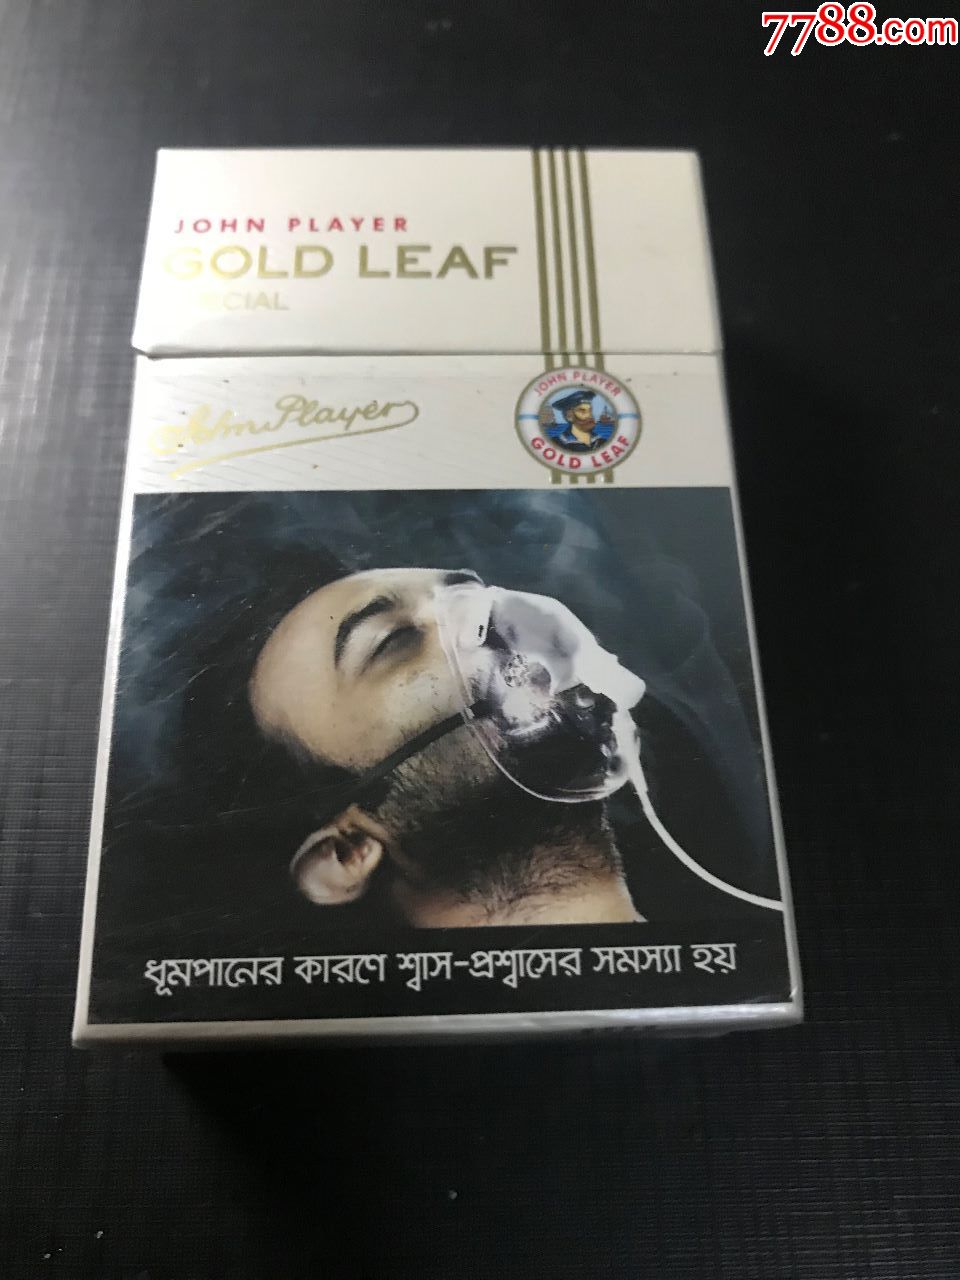 7788.com
JOHN PLAYER
GOLD LEAF
John Player
JOHN PLAYER
GOLD LEAF
ধূমপানের কারণে শ্বাস-প্রশ্বাসের সমস্যা হয়